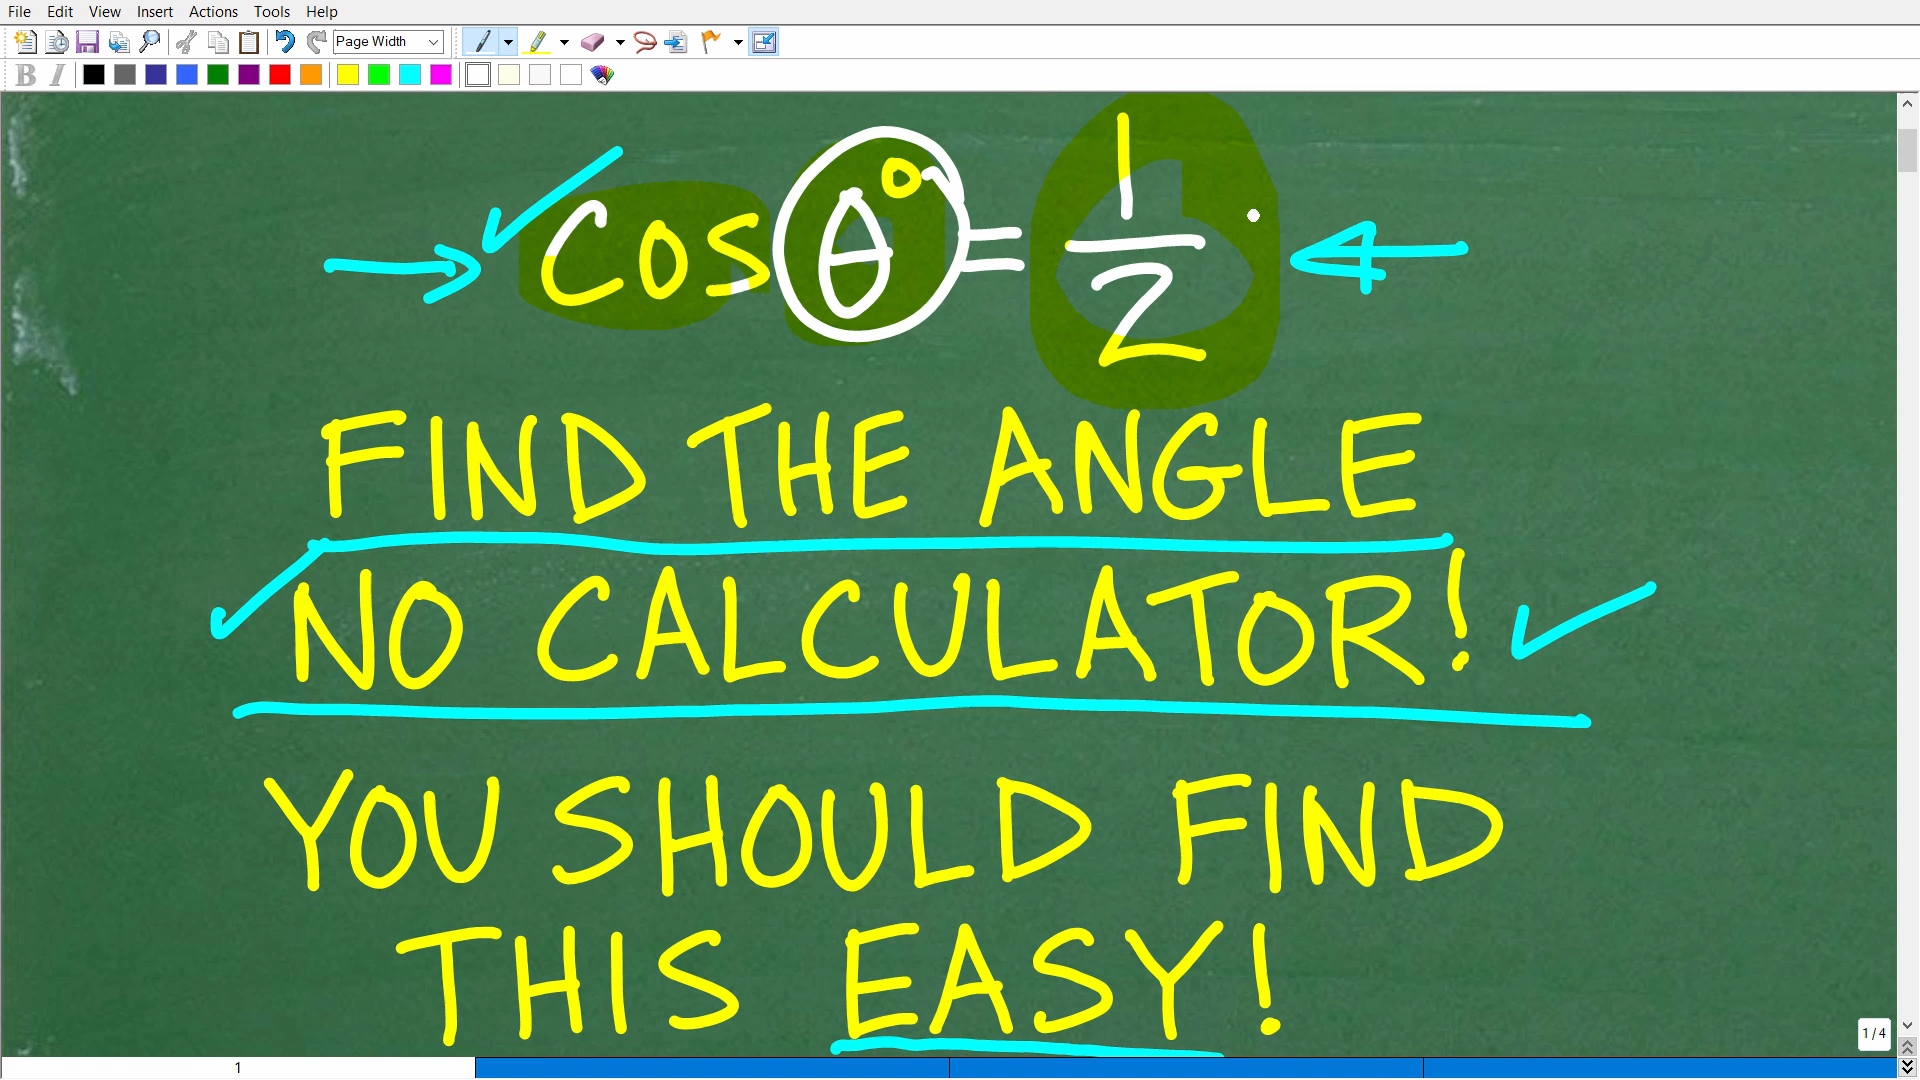 File Edit View Insert Actions Tools Help
Page Width
B I
Cos θ° = 1/2
FIND THE ANGLE
NO CALCULATOR!
YOU SHOULD FIND
THIS EASY!
1 / 4
1